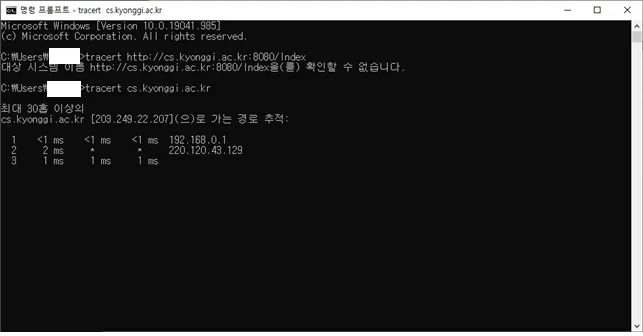 명령 프롬프트 - tracert cs.kyonggi.ac.kr
Microsoft Windows [Version 10.0.19041.985]
(c) Microsoft Corporation. All rights reserved.
C:₩Users₩ >tracert http://cs.kyonggi.ac.kr:8080/Index
대상 시스템 이름 http://cs.kyonggi.ac.kr:8080/Index을(를) 확인할 수 없습니다.
C:₩Users₩ >tracert cs.kyonggi.ac.kr
최대 30홉 이상의
cs.kyonggi.ac.kr [203.249.22.207](으)로 가는 경로 추적:
1 <1 ms <1 ms <1 ms 192.168.0.1
2 2 ms * * 220.120.43.129
3 1 ms 1 ms 1 ms